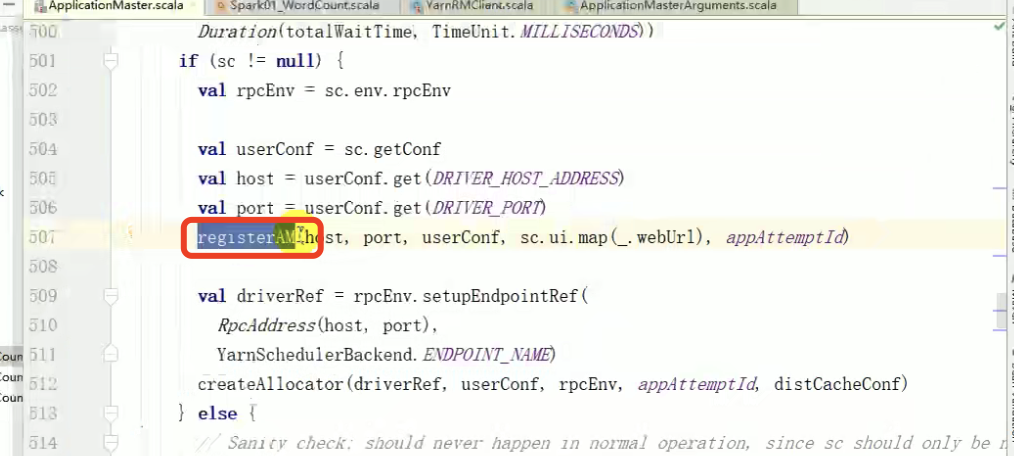 ApplicationMaster.scala Spark01_WordCount.scala YarnRMClient.scala ApplicationMasterArguments.scala
500 Duration(totalWaitTime, TimeUnit.MILLISECONDS))
501 if (sc != null) {
502 val rpcEnv = sc.env.rpcEnv
503
504 val userConf = sc.getConf
505 val host = userConf.get(DRIVER_HOST_ADDRESS)
506 val port = userConf.get(DRIVER_PORT)
507 registerAM(host, port, userConf, sc.ui.map(_.webUrl), appAttemptId)
508
509 val driverRef = rpcEnv.setupEndpointRef(
510 RpcAddress(host, port),
511 YarnSchedulerBackend.ENDPOINT_NAME)
512 createAllocator(driverRef, userConf, rpcEnv, appAttemptId, distCacheConf)
513 } else {
514 // Sanity check; should never happen in normal operation, since sc should only be